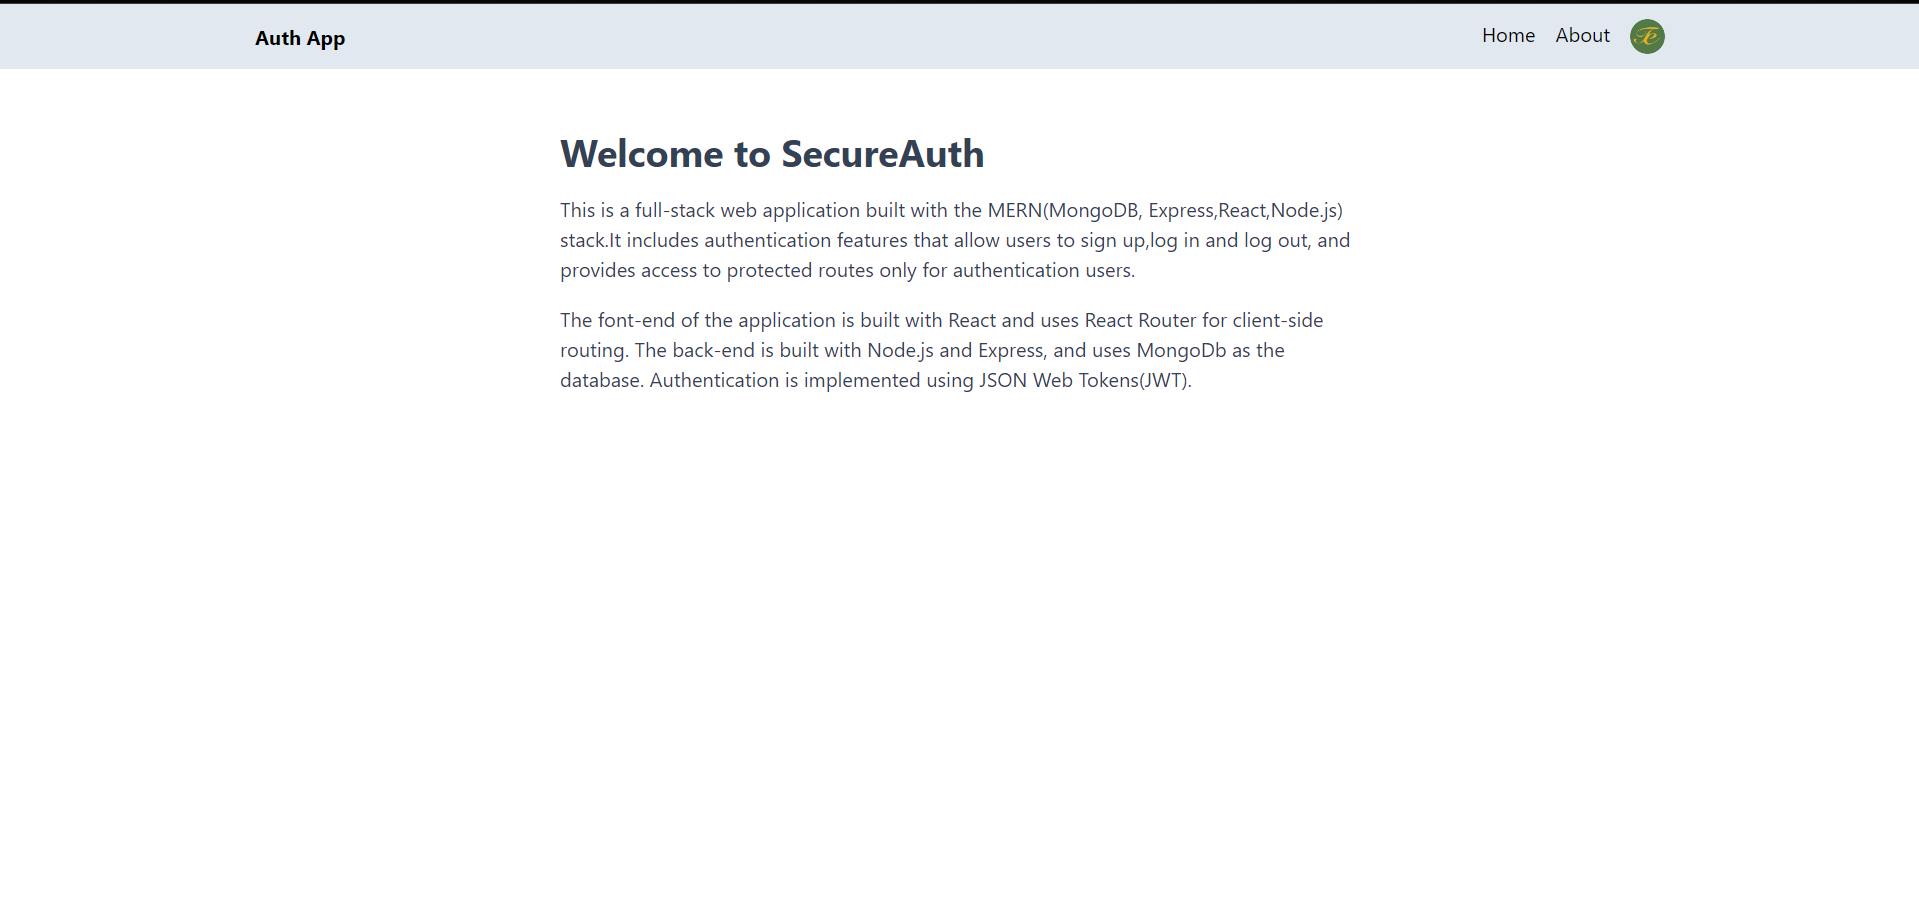 Auth App
Home About
Te
Welcome to SecureAuth
This is a full-stack web application built with the MERN(MongoDB, Express,React,Node.js)
stack.It includes authentication features that allow users to sign up,log in and log out, and
provides access to protected routes only for authentication users.
The font-end of the application is built with React and uses React Router for client-side
routing. The back-end is built with Node.js and Express, and uses MongoDb as the
database. Authentication is implemented using JSON Web Tokens(JWT).